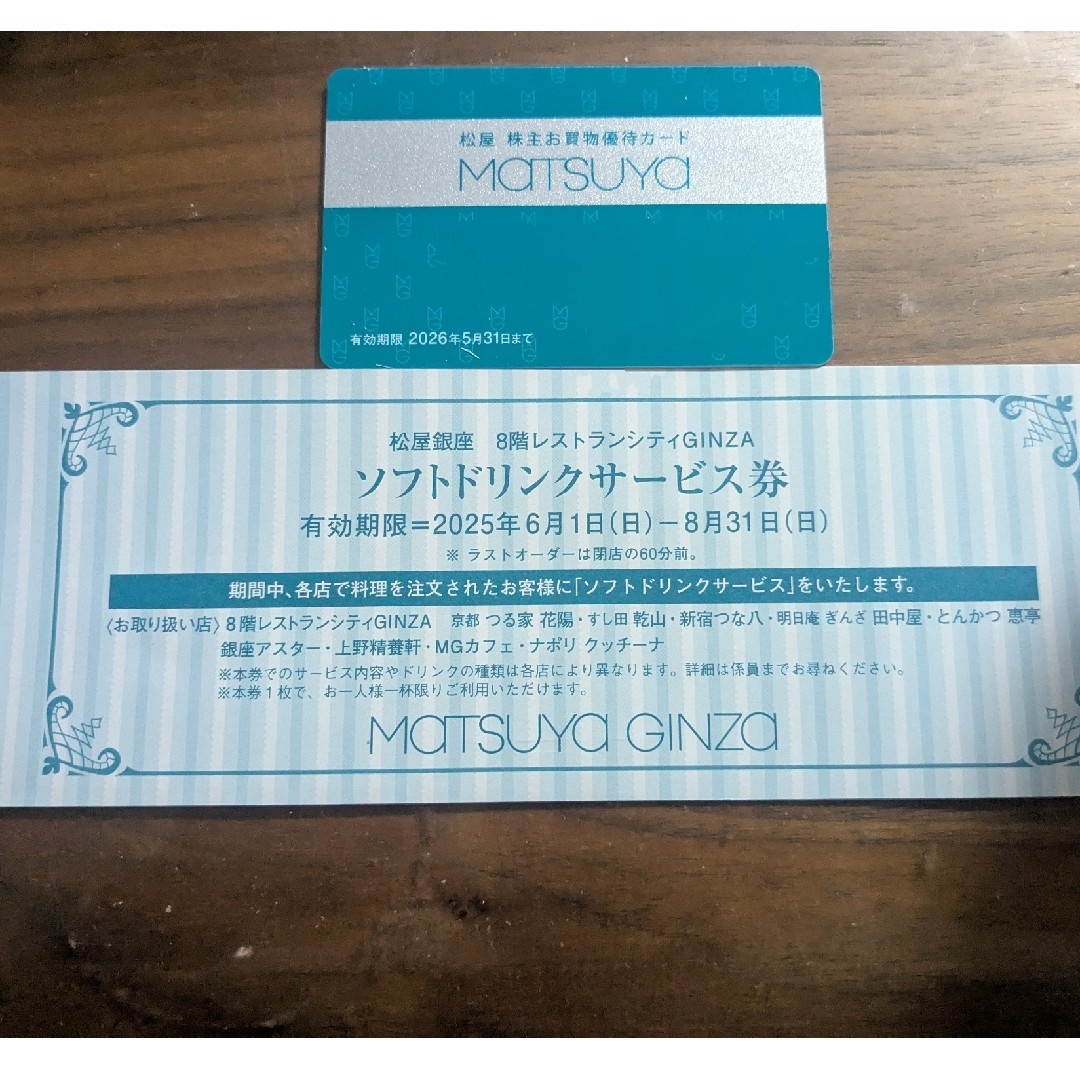 松屋 株主お買物優待カード
MATSUYA
有効期限 2026年5月31日まで
松屋銀座 8階レストランシティGINZA
ソフトドリンクサービス券
有効期限=2025年6月1日(日)−8月31日(日)
※ ラストオーダーは閉店の60分前。
期間中、各店で料理を注文されたお客様に「ソフトドリンクサービス」をいたします。
〈お取り扱い店〉8階レストランシティGINZA 京都 つる家 花陽・すし田 乾山・新宿つな八・明日庵 ぎんざ 田中屋・とんかつ 恵亭
銀座アスター・上野精養軒・MGカフェ・ナポリ クッチーナ
※本券でのサービス内容やドリンクの種類は各店により異なります。詳細は係員までお尋ねください。
※本券1枚で、お一人様一杯限りご利用いただけます。
MATSUYA GINZA